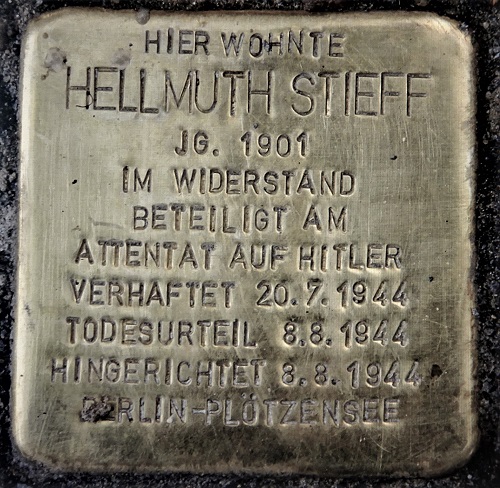 HIER WOHNTE
HELLMUTH STIEFF
JG. 1901
IM WIDERSTAND
BETEILIGT AM
ATTENTAT AUF HITLER
VERHAFTET 20.7.1944
TODESURTEIL 8.8.1944
HINGERICHTET 8.8.1944
BERLIN-PLÖTZENSEE